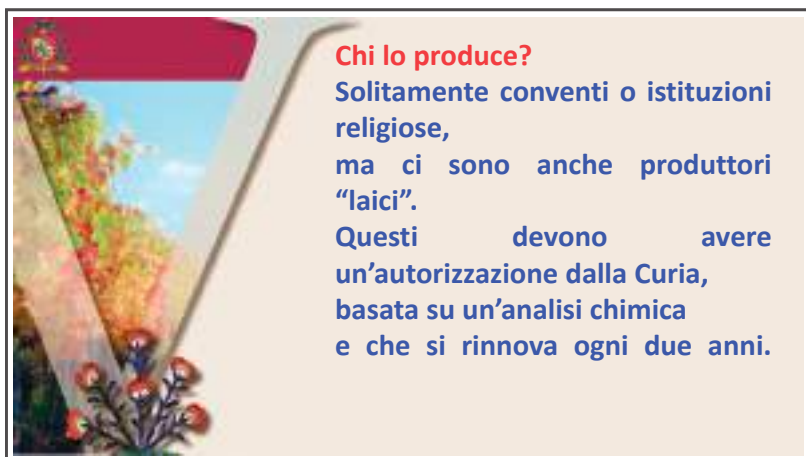 Chi lo produce?
Solitamente conventi o istituzioni
religiose,
ma ci sono anche produttori
“laici”.
Questi devono avere
un’autorizzazione dalla Curia,
basata su un’analisi chimica
e che si rinnova ogni due anni.